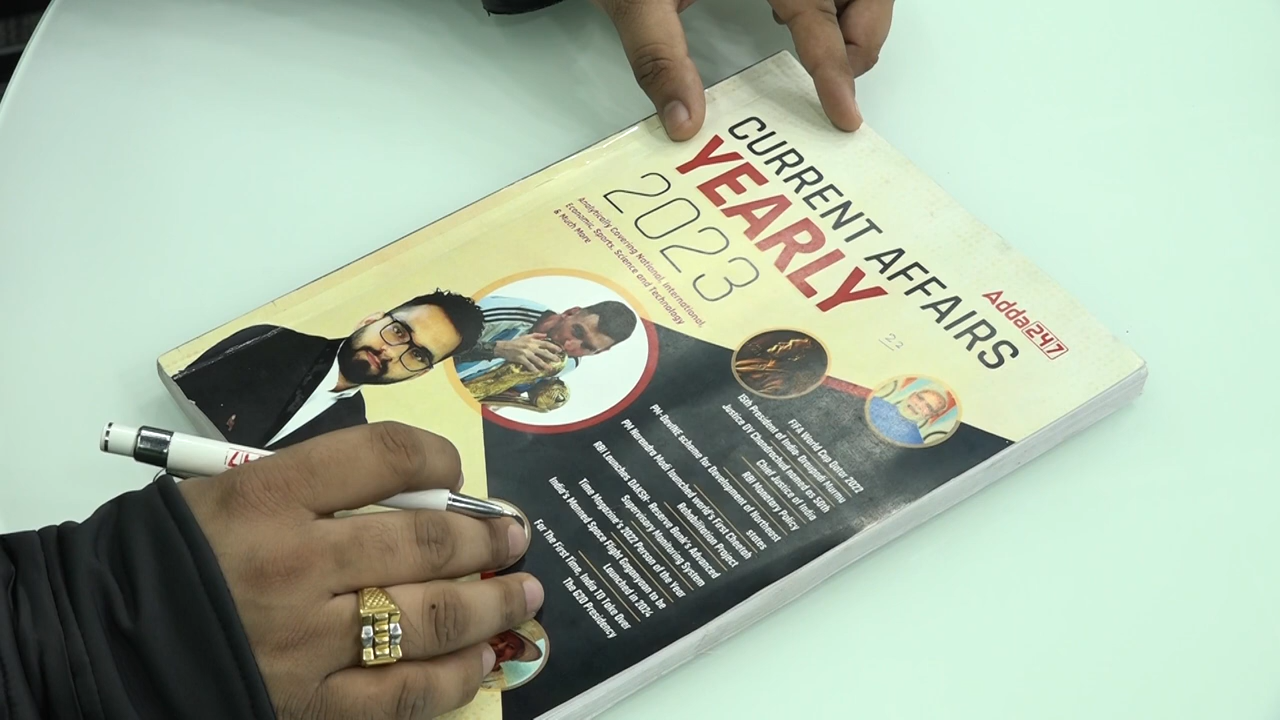 CURRENT AFFAIRS
YEARLY
2023
Analytically Covering National, International,
Economic, Sports, Science and Technology
& Much More
Adda247
22
FIFA World Cup Qatar 2022
15th President of India- Droupadi Murmu
Justice DY Chandrachud named as 50th
Chief Justice of India
RBI Monetary Policy
PM-DevINE scheme for Development of Northeast
states
PM Narendra Modi launched world's First Cheetah
Rehabilitation Project
RBI Launches DAKSH- Reserve Bank's Advanced
Supervisory Monitoring System
Time Magazine's 2022 Person of the Year
India's Manned Space Flight Gaganyaan to be
Launched in 2024
For The First Time, India TO Take Over
The G20 Presidency